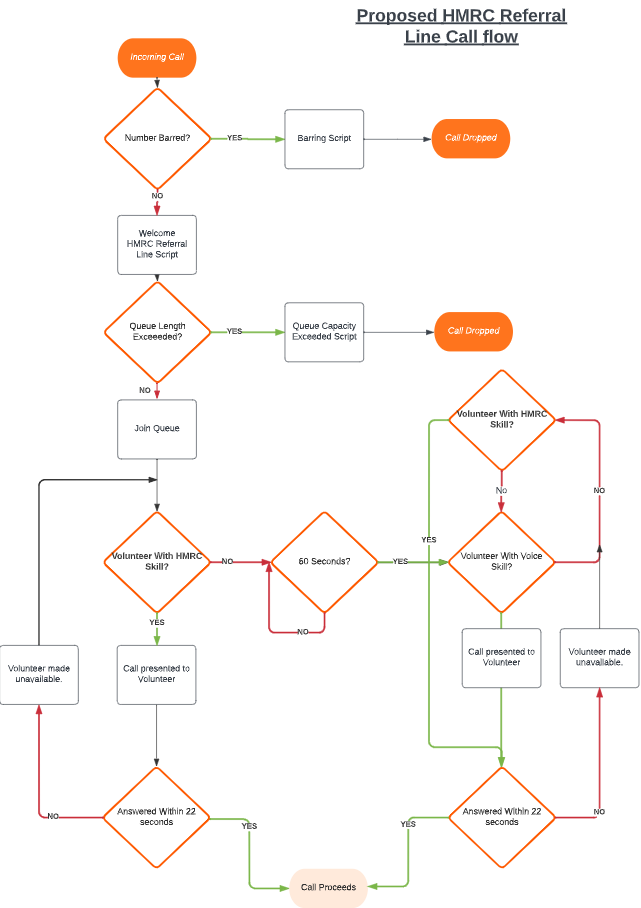 Proposed HMRC Referral
Line Call flow
Incoming Call
Number Barred?
YES
Barring Script
Call Dropped
NO
Welcome
HMRC Referral
Line Script
Queue Length
Exceeeded?
YES
Queue Capacity
Exceeded Script
Call Dropped
NO
Join Queue
Volunteer With HMRC
Skill?
No
NO
YES
Volunteer With HMRC
Skill?
NO
60 Seconds?
YES
Volunteer With Voice
Skill?
NO
YES
Volunteer made
unavailable.
Call presented to
Volunteer
Call presented to
Volunteer
Volunteer made
unavailable.
NO
Answered Within 22
seconds
YES
YES
Answered Within 22
seconds
NO
Call Proceeds